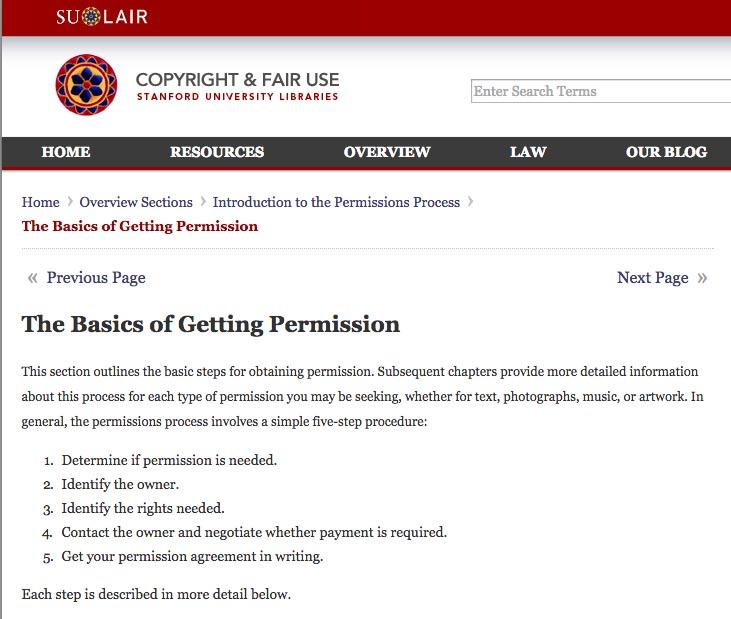 SULAIR
COPYRIGHT & FAIR USE
STANFORD UNIVERSITY LIBRARIES
Enter Search Terms
HOME RESOURCES OVERVIEW LAW OUR BLOG
Home › Overview Sections › Introduction to the Permissions Process ›
The Basics of Getting Permission
« Previous Page Next Page »
The Basics of Getting Permission
This section outlines the basic steps for obtaining permission. Subsequent chapters provide more detailed information
about this process for each type of permission you may be seeking, whether for text, photographs, music, or artwork. In
general, the permissions process involves a simple five-step procedure:
1. Determine if permission is needed.
2. Identify the owner.
3. Identify the rights needed.
4. Contact the owner and negotiate whether payment is required.
5. Get your permission agreement in writing.
Each step is described in more detail below.